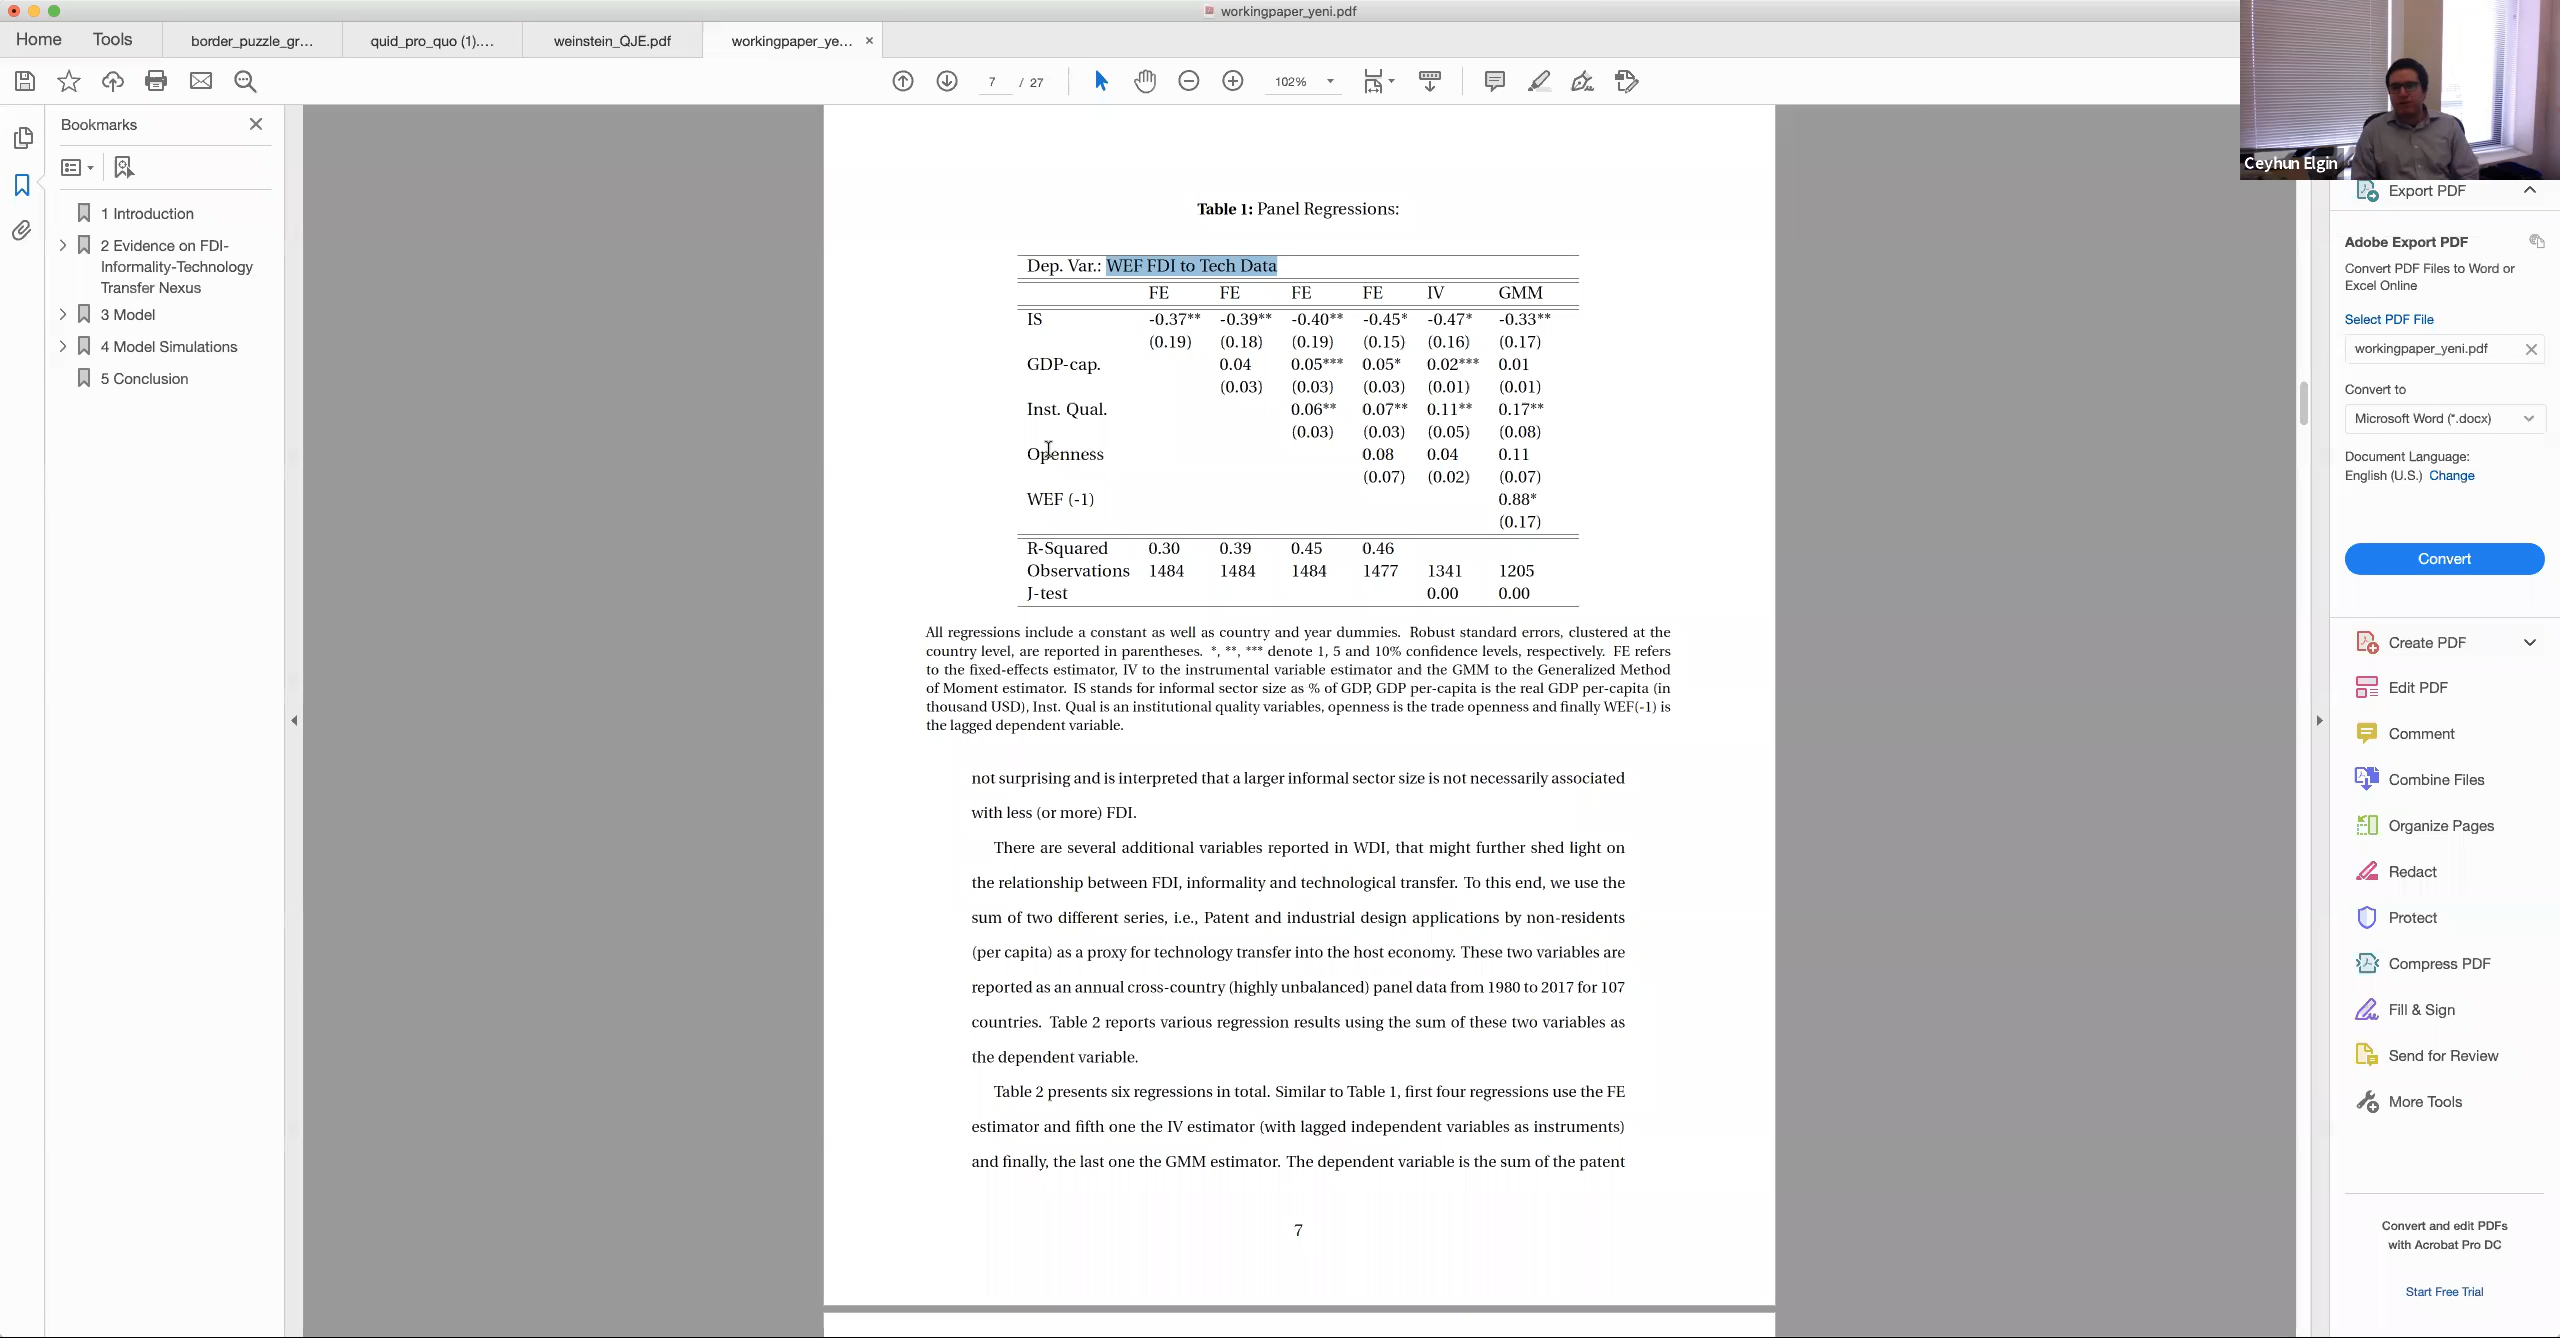 workingpaper_yeni.pdf
Home
Tools
border_puzzle_gr...
quid_pro_quo (1)....
weinstein_QJE.pdf
workingpaper_ye... ×
7 / 27
102%
Ceyhun Elgin
Bookmarks
1 Introduction
2 Evidence on FDI-
Informality-Technology
Transfer Nexus
3 Model
4 Model Simulations
5 Conclusion
Table 1: Panel Regressions:
Dep. Var.: WEF FDI to Tech Data
FE FE FE FE IV GMM
IS -0.37** -0.39** -0.40** -0.45* -0.47* -0.33**
(0.19) (0.18) (0.19) (0.15) (0.16) (0.17)
GDP-cap. 0.04 0.05*** 0.05* 0.02*** 0.01
(0.03) (0.03) (0.03) (0.01) (0.01)
Inst. Qual. 0.06** 0.07** 0.11** 0.17**
(0.03) (0.03) (0.05) (0.08)
Openness 0.08 0.04 0.11
(0.07) (0.02) (0.07)
WEF (-1) 0.88*
(0.17)
R-Squared 0.30 0.39 0.45 0.46
Observations 1484 1484 1484 1477 1341 1205
J-test 0.00 0.00
All regressions include a constant as well as country and year dummies. Robust standard errors, clustered at the
country level, are reported in parentheses. *, **, *** denote 1, 5 and 10% confidence levels, respectively. FE refers
to the fixed-effects estimator, IV to the instrumental variable estimator and the GMM to the Generalized Method
of Moment estimator. IS stands for informal sector size as % of GDP, GDP per-capita is the real GDP per-capita (in
thousand USD), Inst. Qual is an institutional quality variables, openness is the trade openness and finally WEF(-1) is
the lagged dependent variable.
not surprising and is interpreted that a larger informal sector size is not necessarily associated
with less (or more) FDI.
There are several additional variables reported in WDI, that might further shed light on
the relationship between FDI, informality and technological transfer. To this end, we use the
sum of two different series, i.e., Patent and industrial design applications by non-residents
(per capita) as a proxy for technology transfer into the host economy. These two variables are
reported as an annual cross-country (highly unbalanced) panel data from 1980 to 2017 for 107
countries. Table 2 reports various regression results using the sum of these two variables as
the dependent variable.
Table 2 presents six regressions in total. Similar to Table 1, first four regressions use the FE
estimator and fifth one the IV estimator (with lagged independent variables as instruments)
and finally, the last one the GMM estimator. The dependent variable is the sum of the patent
7
Export PDF
Adobe Export PDF
Convert PDF Files to Word or
Excel Online
Select PDF File
workingpaper_yeni.pdf
Convert to
Microsoft Word (*.docx)
Document Language:
English (U.S.) Change
Convert
Create PDF
Edit PDF
Comment
Combine Files
Organize Pages
Redact
Protect
Compress PDF
Fill & Sign
Send for Review
More Tools
Convert and edit PDFs
with Acrobat Pro DC
Start Free Trial